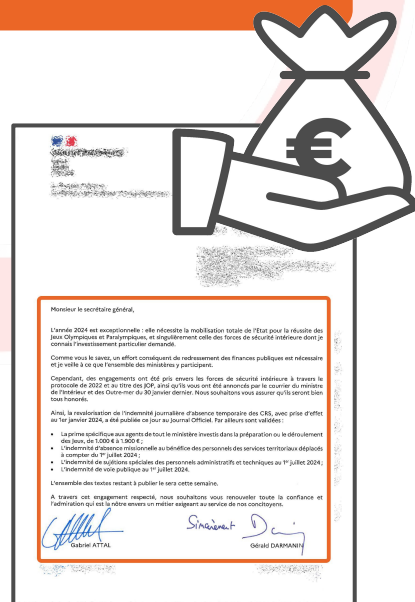 €
Monsieur le secrétaire général,
L'année 2024 est exceptionnelle : elle nécessite la mobilisation totale de l'Etat pour la réussite des
Jeux Olympiques et Paralympiques, et singulièrement celle des forces de sécurité intérieure dont je
connais l'investissement particulier demandé.
Comme vous le savez, un effort conséquent de redressement des finances publiques est nécessaire
et je veille à ce que l'ensemble des ministères y participent.
Cependant, des engagements ont été pris envers les forces de sécurité intérieure à travers le
protocole de 2022 et au titre des JOP, ainsi qu'ils vous ont été annoncés par le courrier du ministre
de l'Intérieur et des Outre-mer du 30 janvier dernier. Nous souhaitons vous assurer qu'ils seront bien
tous honorés.
Ainsi, la revalorisation de l'indemnité journalière d'absence temporaire des CRS, avec prise d'effet
au 1er janvier 2024, a été publiée ce jour au Journal Officiel. Par ailleurs sont validées :
• La prime spécifique aux agents de tout le ministère investis dans la préparation ou le déroulement
des Jeux, de 1.000 € à 1.900 € ;
• L'indemnité d'absence missionnelle au bénéfice des personnels des services territoriaux déplacés
à compter du 1er juillet 2024 ;
• L'indemnité de sujétions spéciales des personnels administratifs et techniques au 1er juillet 2024 ;
• L'indemnité de voie publique au 1er juillet 2024.
L'ensemble des textes restant à publier le sera cette semaine.
A travers cet engagement respecté, nous souhaitons vous renouveler toute la confiance et
l'admiration qui est la nôtre envers un métier exigeant au service de nos concitoyens.
Sincèrement
Gabriel ATTAL
Gérald DARMANIN